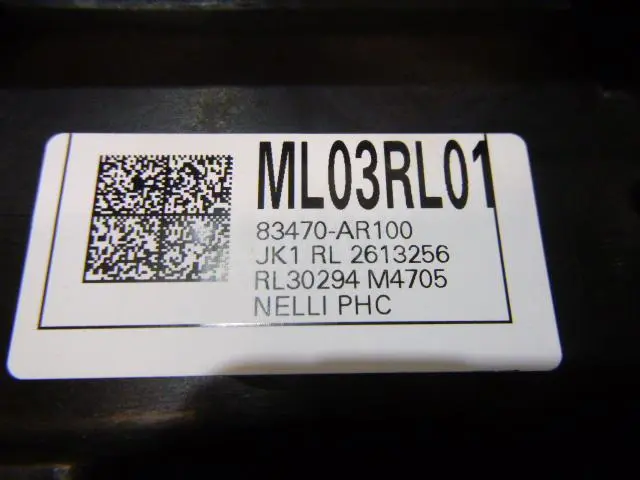 ML03RL01
83470-AR100
JK1 RL 2613256
RL30294 M4705
NELLI PHC